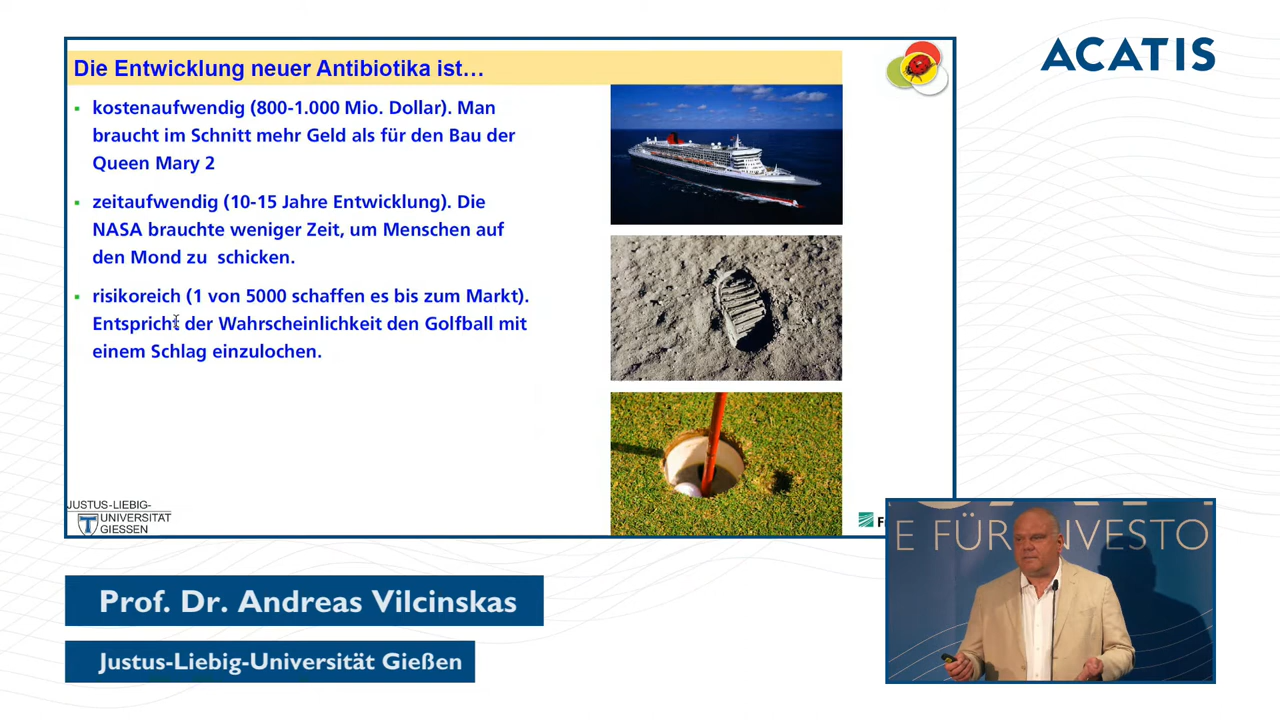 ACATIS
Die Entwicklung neuer Antibiotika ist…
▪ kostenaufwendig (800-1.000 Mio. Dollar). Man
braucht im Schnitt mehr Geld als für den Bau der
Queen Mary 2
▪ zeitaufwendig (10-15 Jahre Entwicklung). Die
NASA brauchte weniger Zeit, um Menschen auf
den Mond zu schicken.
▪ risikoreich (1 von 5000 schaffen es bis zum Markt).
Entspricht der Wahrscheinlichkeit den Golfball mit
einem Schlag einzulochen.
JUSTUS-LIEBIG-
UNIVERSITÄT
GIESSEN
E FÜR INVESTO
Prof. Dr. Andreas Vilcinskas
Justus-Liebig-Universität Gießen